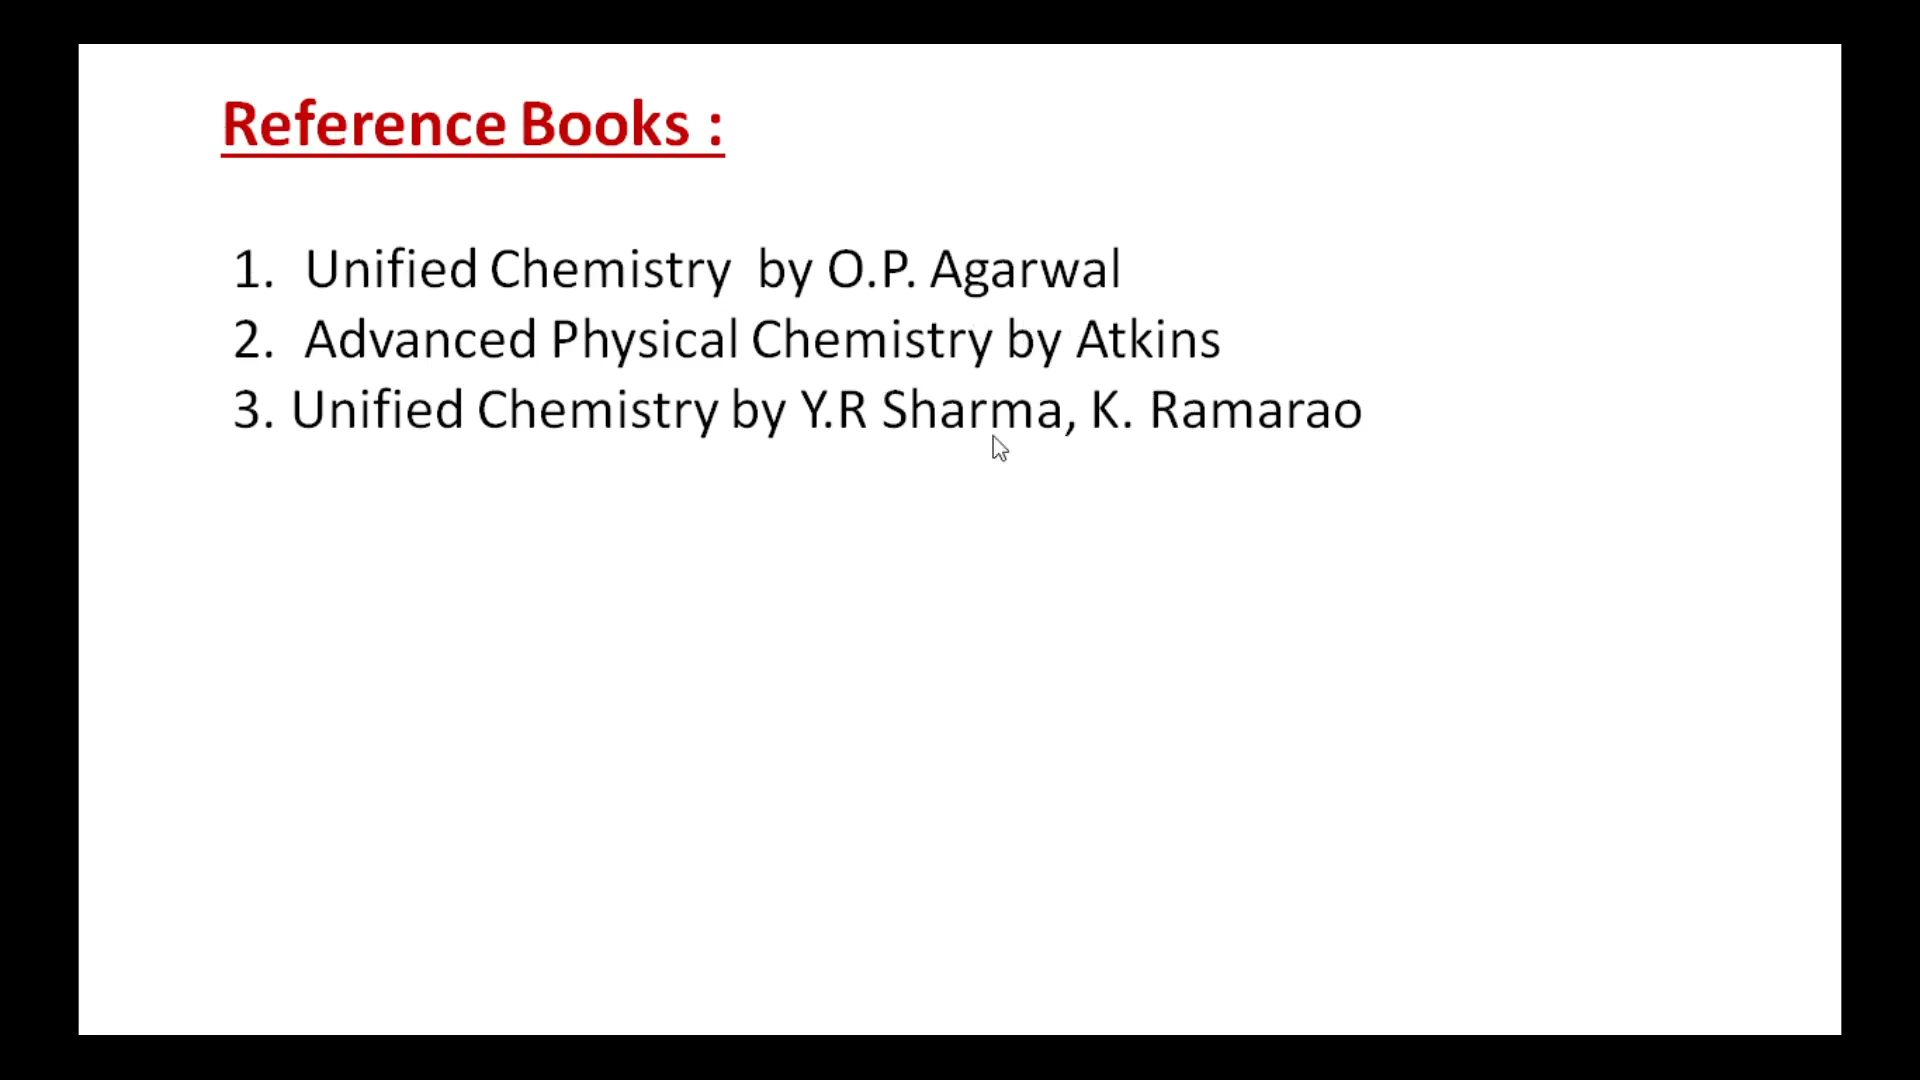 Reference Books :
1. Unified Chemistry by O.P. Agarwal
2. Advanced Physical Chemistry by Atkins
3. Unified Chemistry by Y.R Sharma, K. Ramarao